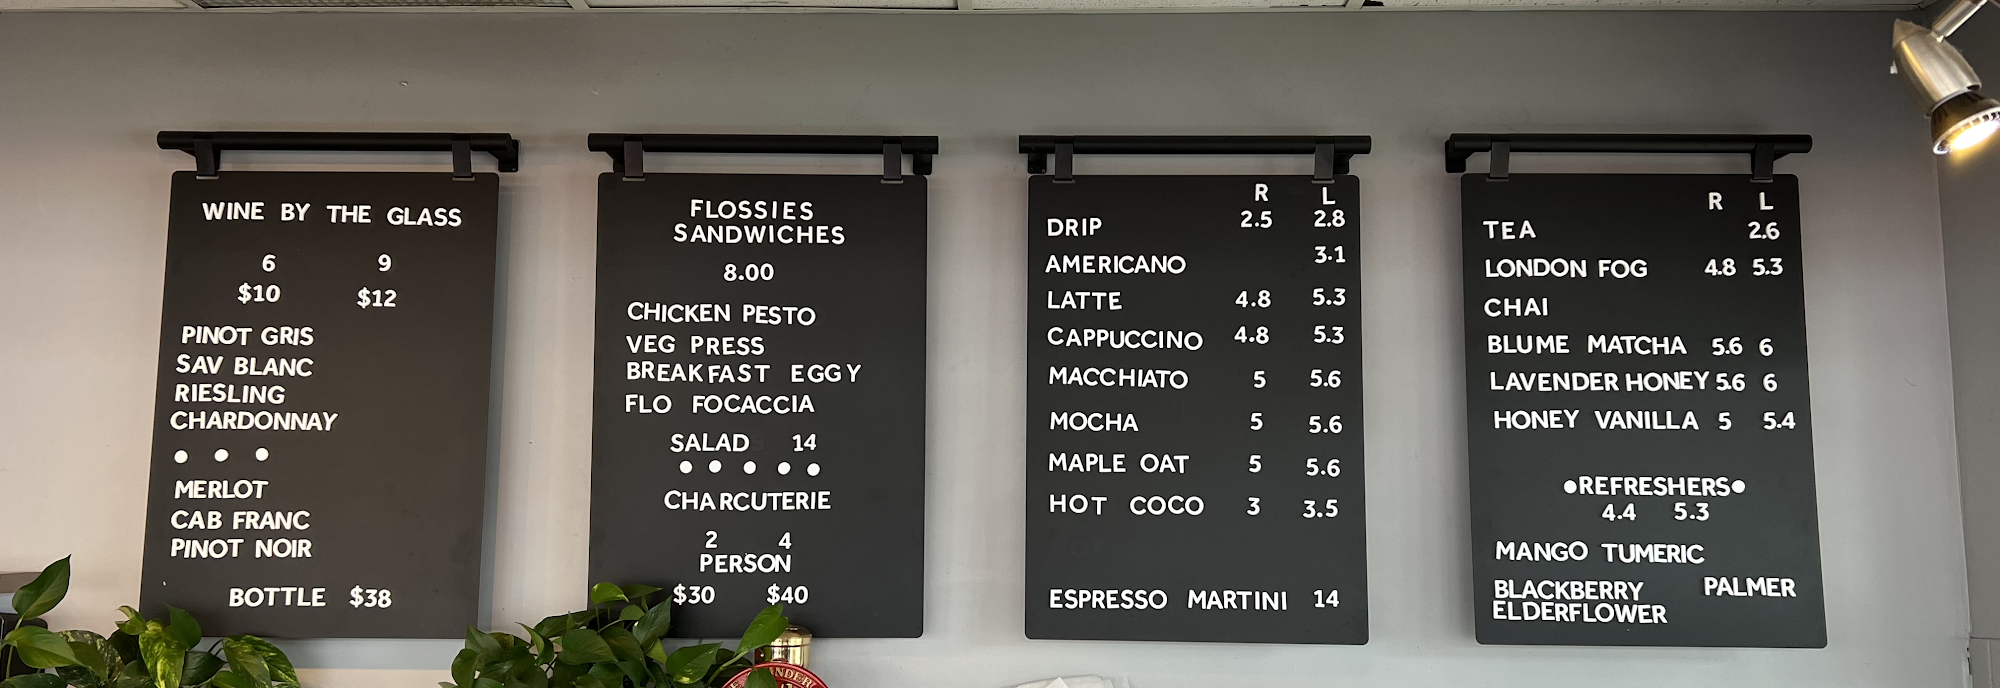 WINE BY THE GLASS
6 9
$10 $12
PINOT GRIS
SAV BLANC
RIESLING
CHARDONNAY
MERLOT
CAB FRANC
PINOT NOIR
BOTTLE $38
FLOSSIES
SANDWICHES
8.00
CHICKEN PESTO
VEG PRESS
BREAKFAST EGGY
FLO FOCACCIA
SALAD 14
CHARCUTERIE
2 4
PERSON
$30 $40
R L
DRIP 2.5 2.8
AMERICANO 3.1
LATTE 4.8 5.3
CAPPUCCINO 4.8 5.3
MACCHIATO 5 5.6
MOCHA 5 5.6
MAPLE OAT 5 5.6
HOT COCO 3 3.5
ESPRESSO MARTINI 14
R L
TEA 2.6
LONDON FOG 4.8 5.3
CHAI
BLUME MATCHA 5.6 6
LAVENDER HONEY 5.6 6
HONEY VANILLA 5 5.4
•REFRESHERS•
4.4 5.3
MANGO TUMERIC
BLACKBERRY PALMER
ELDERFLOWER